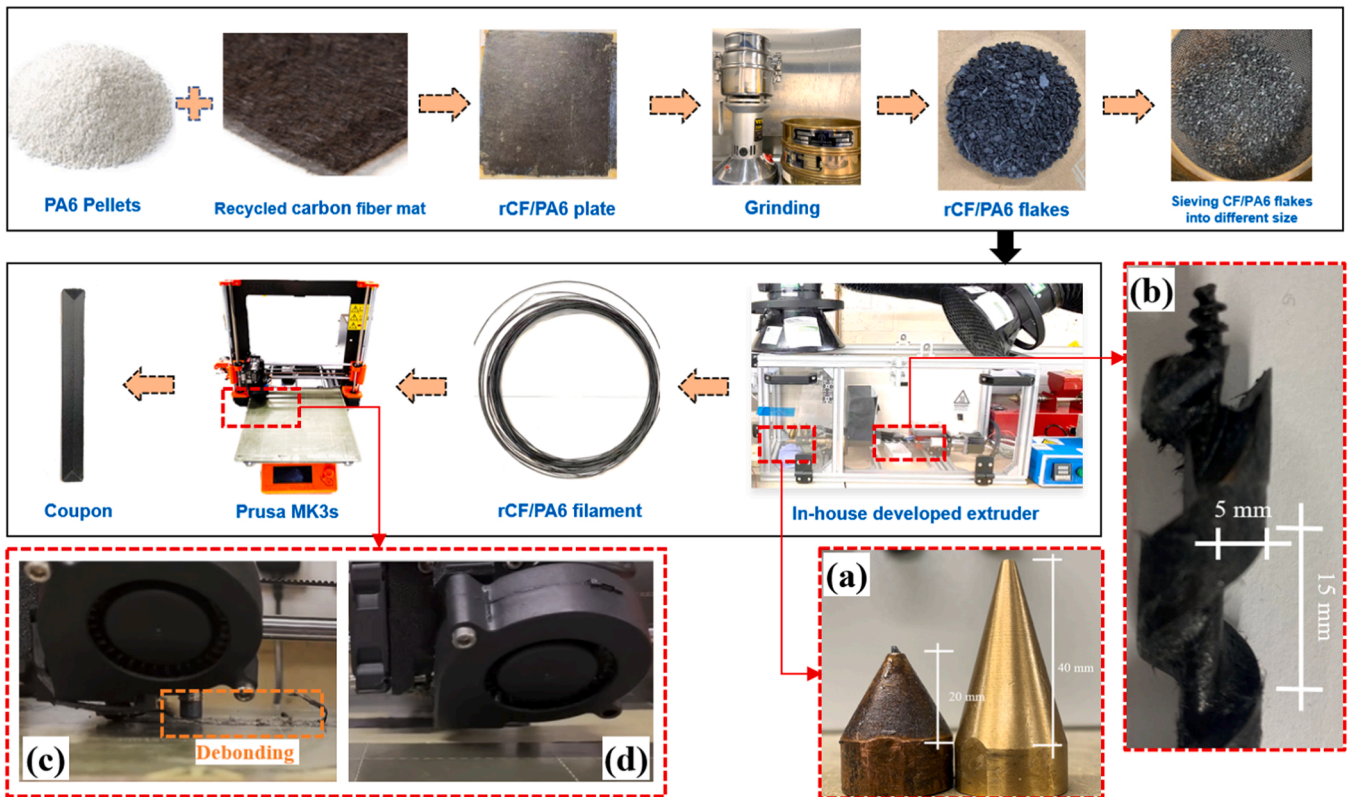 PA6 Pellets
Recycled carbon fiber mat
rCF/PA6 plate
Grinding
rCF/PA6 flakes
Sieving CF/PA6 flakes
into different size
Coupon
Prusa MK3s
rCF/PA6 filament
In-house developed extruder
(b)
5 mm
15 mm
(a)
20 mm
40 mm
(c)
Debonding
(d)